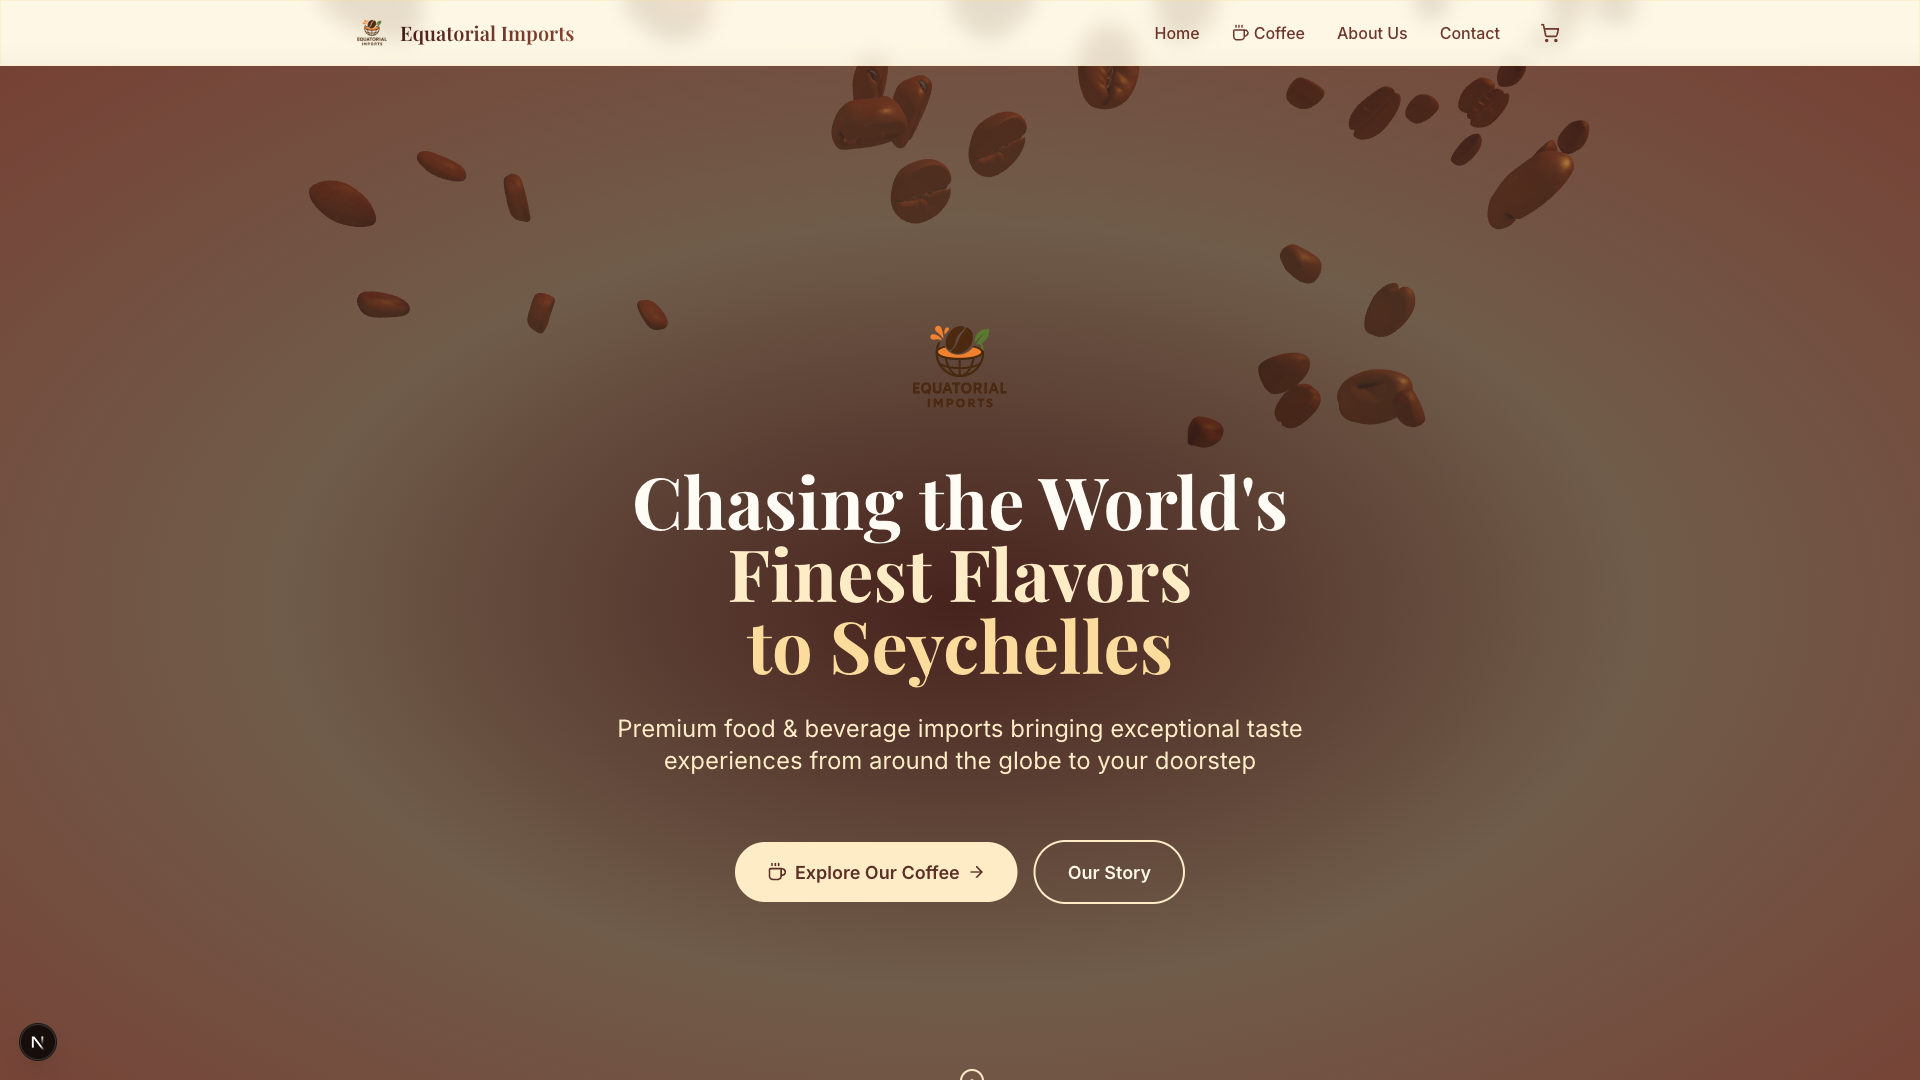 EQUATORIAL
IMPORTS
Equatorial Imports
Home
Coffee
About Us
Contact
EQUATORIAL
IMPORTS
Chasing the World's
Finest Flavors
to Seychelles
Premium food & beverage imports bringing exceptional taste
experiences from around the globe to your doorstep
Explore Our Coffee →
Our Story
N